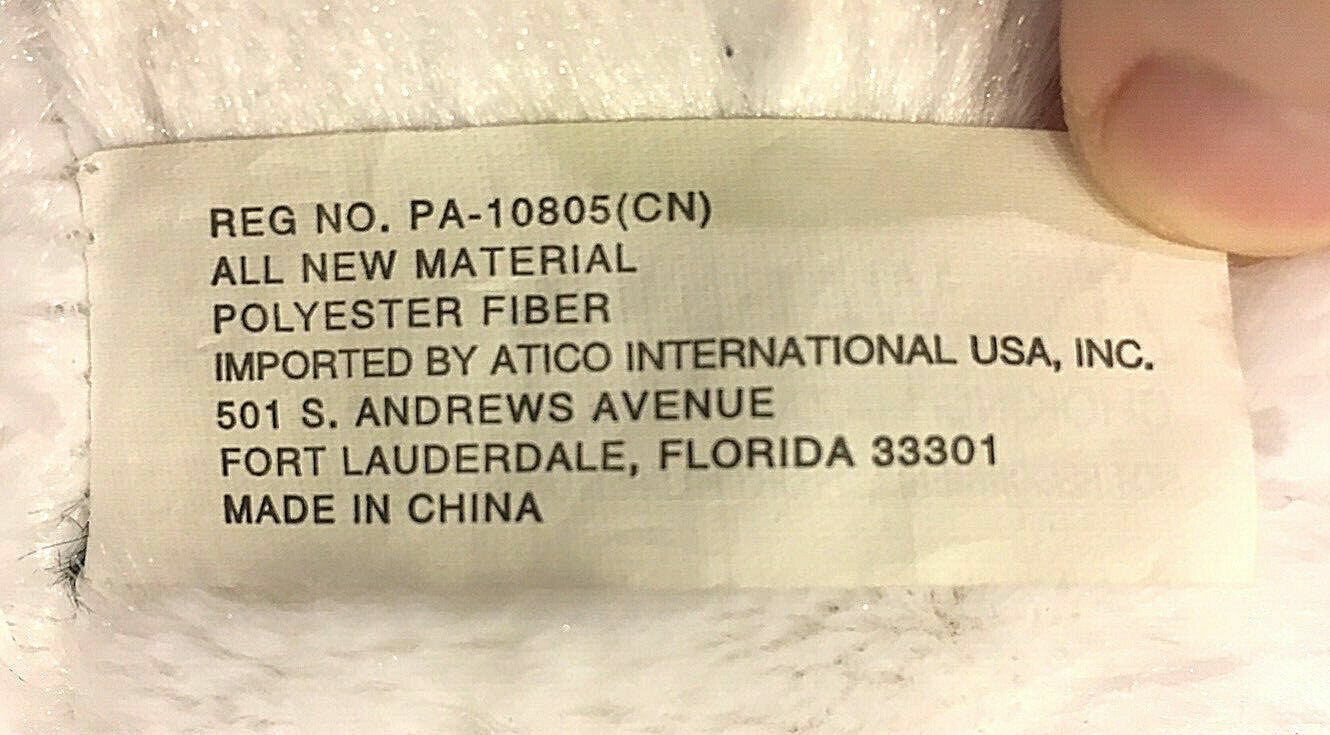 REG NO. PA-10805(CN)
ALL NEW MATERIAL
POLYESTER FIBER
IMPORTED BY ATICO INTERNATIONAL USA, INC.
501 S. ANDREWS AVENUE
FORT LAUDERDALE, FLORIDA 33301
MADE IN CHINA